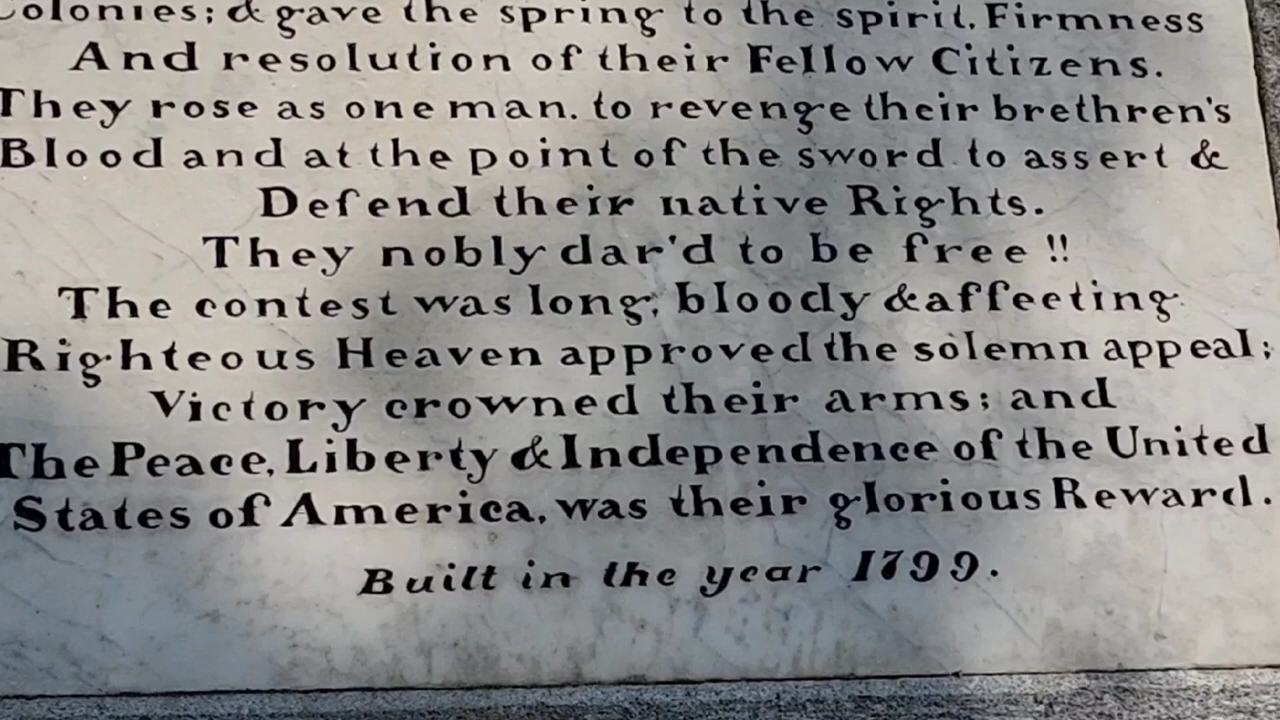 Colonies; & gave the spring to the spirit, Firmness
And resolution of their Fellow Citizens.
They rose as one man. to revenge their brethren's
Blood and at the point of the sword to assert &
Defend their native Rights.
They nobly dar'd to be free !!
The contest was long; bloody & affecting
Righteous Heaven approved the solemn appeal;
Victory crowned their arms; and
The Peace, Liberty & Independence of the United
States of America, was their glorious Reward.
Built in the year 1799.